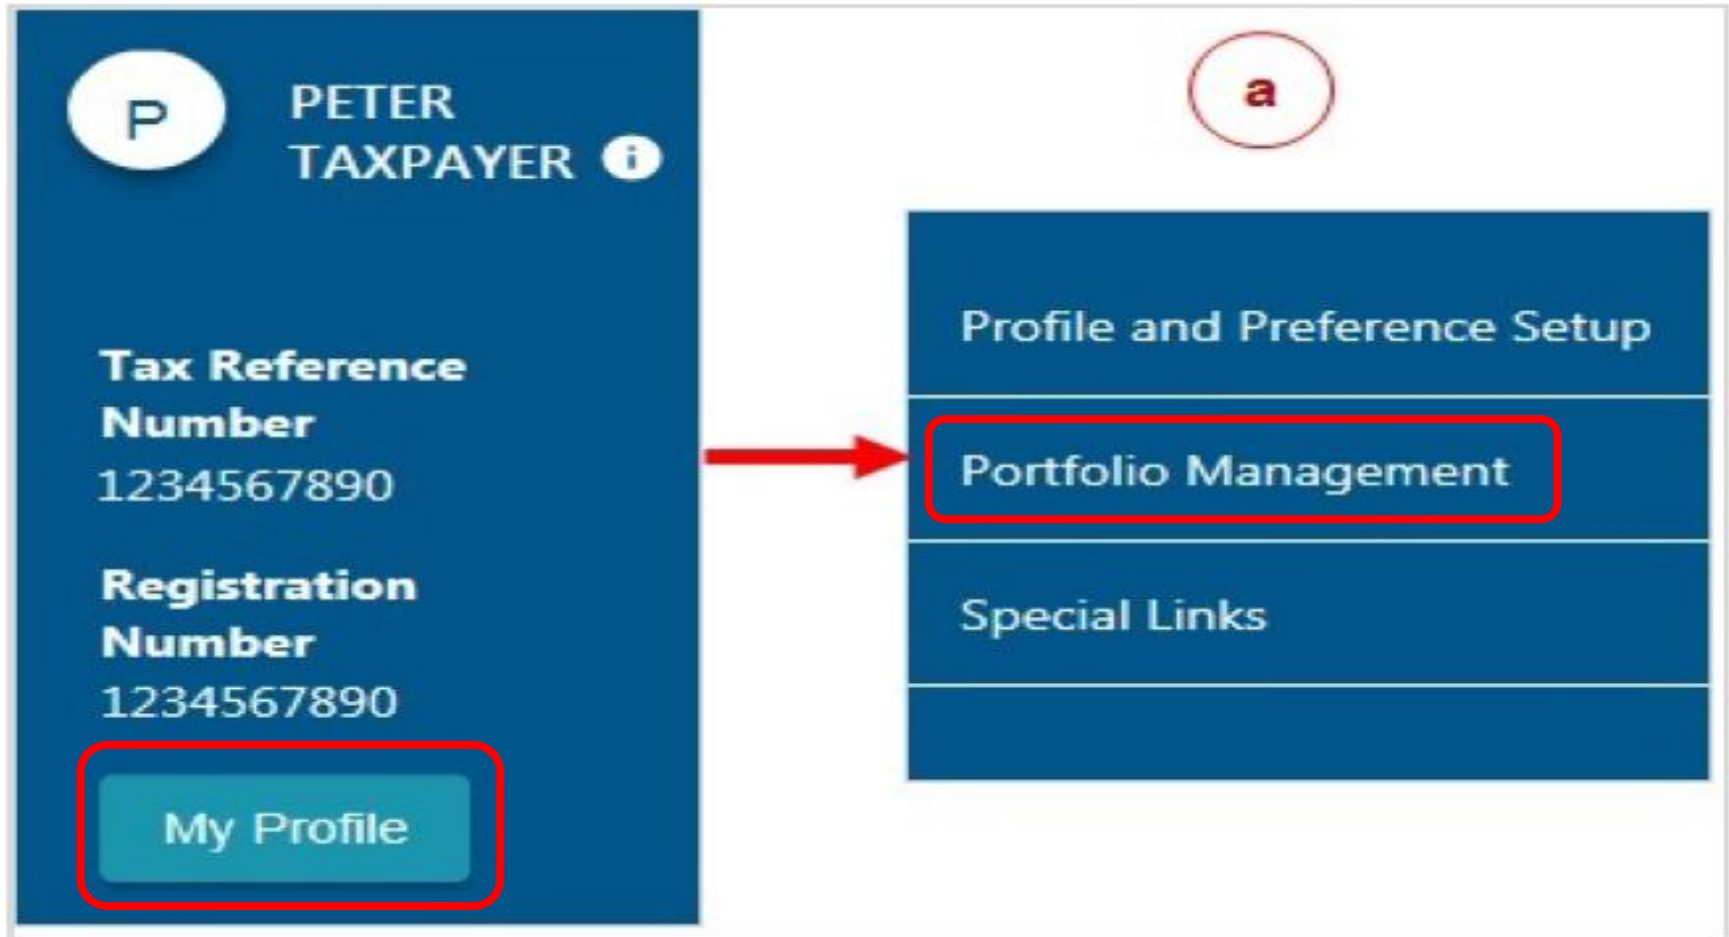 P
PETER
TAXPAYER i
Tax Reference
Number
1234567890
Registration
Number
1234567890
My Profile
a
Profile and Preference Setup
Portfolio Management
Special Links